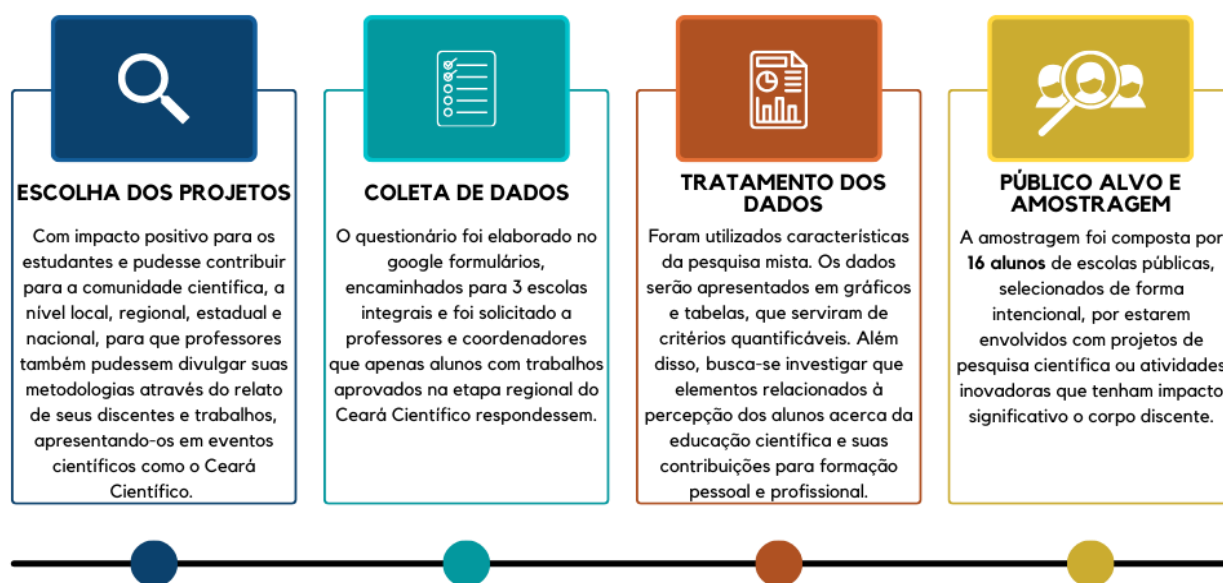 ESCOLHA DOS PROJETOS
Com impacto positivo para os
estudantes e pudesse contribuir
para a comunidade científica, a
nível local, regional, estadual e
nacional, para que professores
também pudessem divulgar suas
metodologias através do relato
de seus discentes e trabalhos,
apresentando-os em eventos
científicos como o Ceará
Científico.
COLETA DE DADOS
O questionário foi elaborado no
google formulários,
encaminhados para 3 escolas
integrais e foi solicitado a
professores e coordenadores
que apenas alunos com trabalhos
aprovados na etapa regional do
Ceará Científico respondessem.
TRATAMENTO DOS
DADOS
Foram utilizados características
da pesquisa mista. Os dados
serão apresentados em gráficos
e tabelas, que serviram de
critérios quantificáveis. Além
disso, busca-se investigar que
elementos relacionados à
percepção dos alunos acerca da
educação científica e suas
contribuições para formação
pessoal e profissional.
PÚBLICO ALVO E
AMOSTRAGEM
A amostragem foi composta por
16 alunos de escolas públicas,
selecionados de forma
intencional, por estarem
envolvidos com projetos de
pesquisa científica ou atividades
inovadoras que tenham impacto
significativo o corpo discente.